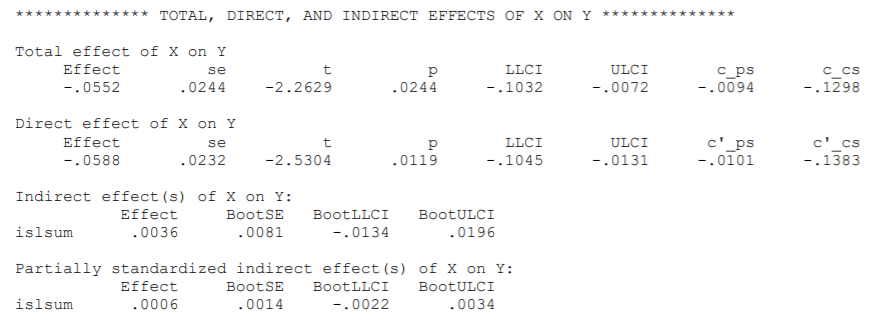 ************** TOTAL, DIRECT, AND INDIRECT EFFECTS OF X ON Y **************
Total effect of X on Y
Effect se t p LLCI ULCI c_ps c_cs
-.0552 .0244 -2.2629 .0244 -.1032 -.0072 -.0094 -.1298
Direct effect of X on Y
Effect se t p LLCI ULCI c'_ps c'_cs
-.0588 .0232 -2.5304 .0119 -.1045 -.0131 -.0101 -.1383
Indirect effect(s) of X on Y:
Effect BootSE BootLLCI BootULCI
islsum .0036 .0081 -.0134 .0196
Partially standardized indirect effect(s) of X on Y:
Effect BootSE BootLLCI BootULCI
islsum .0006 .0014 -.0022 .0034